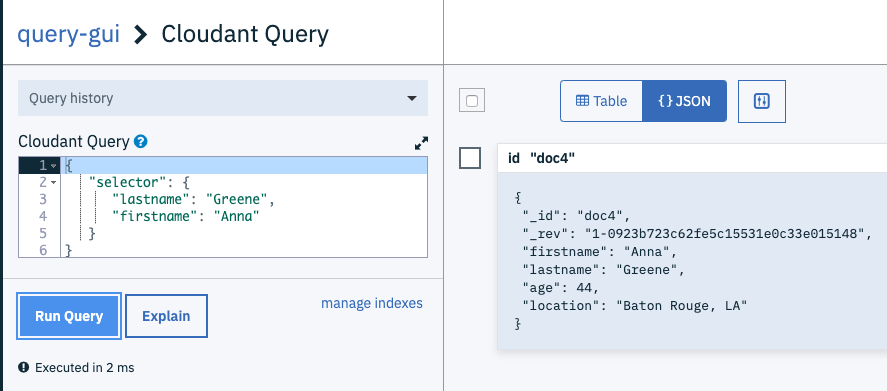 query-gui > Cloudant Query
Query history
Cloudant Query ?
1 {
2 "selector": {
3 "lastname": "Greene",
4 "firstname": "Anna"
5 }
6 }
Run Query
Explain
manage indexes
Executed in 2 ms
Table
{} JSON
id "doc4"
{
"_id": "doc4",
"_rev": "1-0923b723c62fe5c15531e0c33e015148",
"firstname": "Anna",
"lastname": "Greene",
"age": 44,
"location": "Baton Rouge, LA"
}